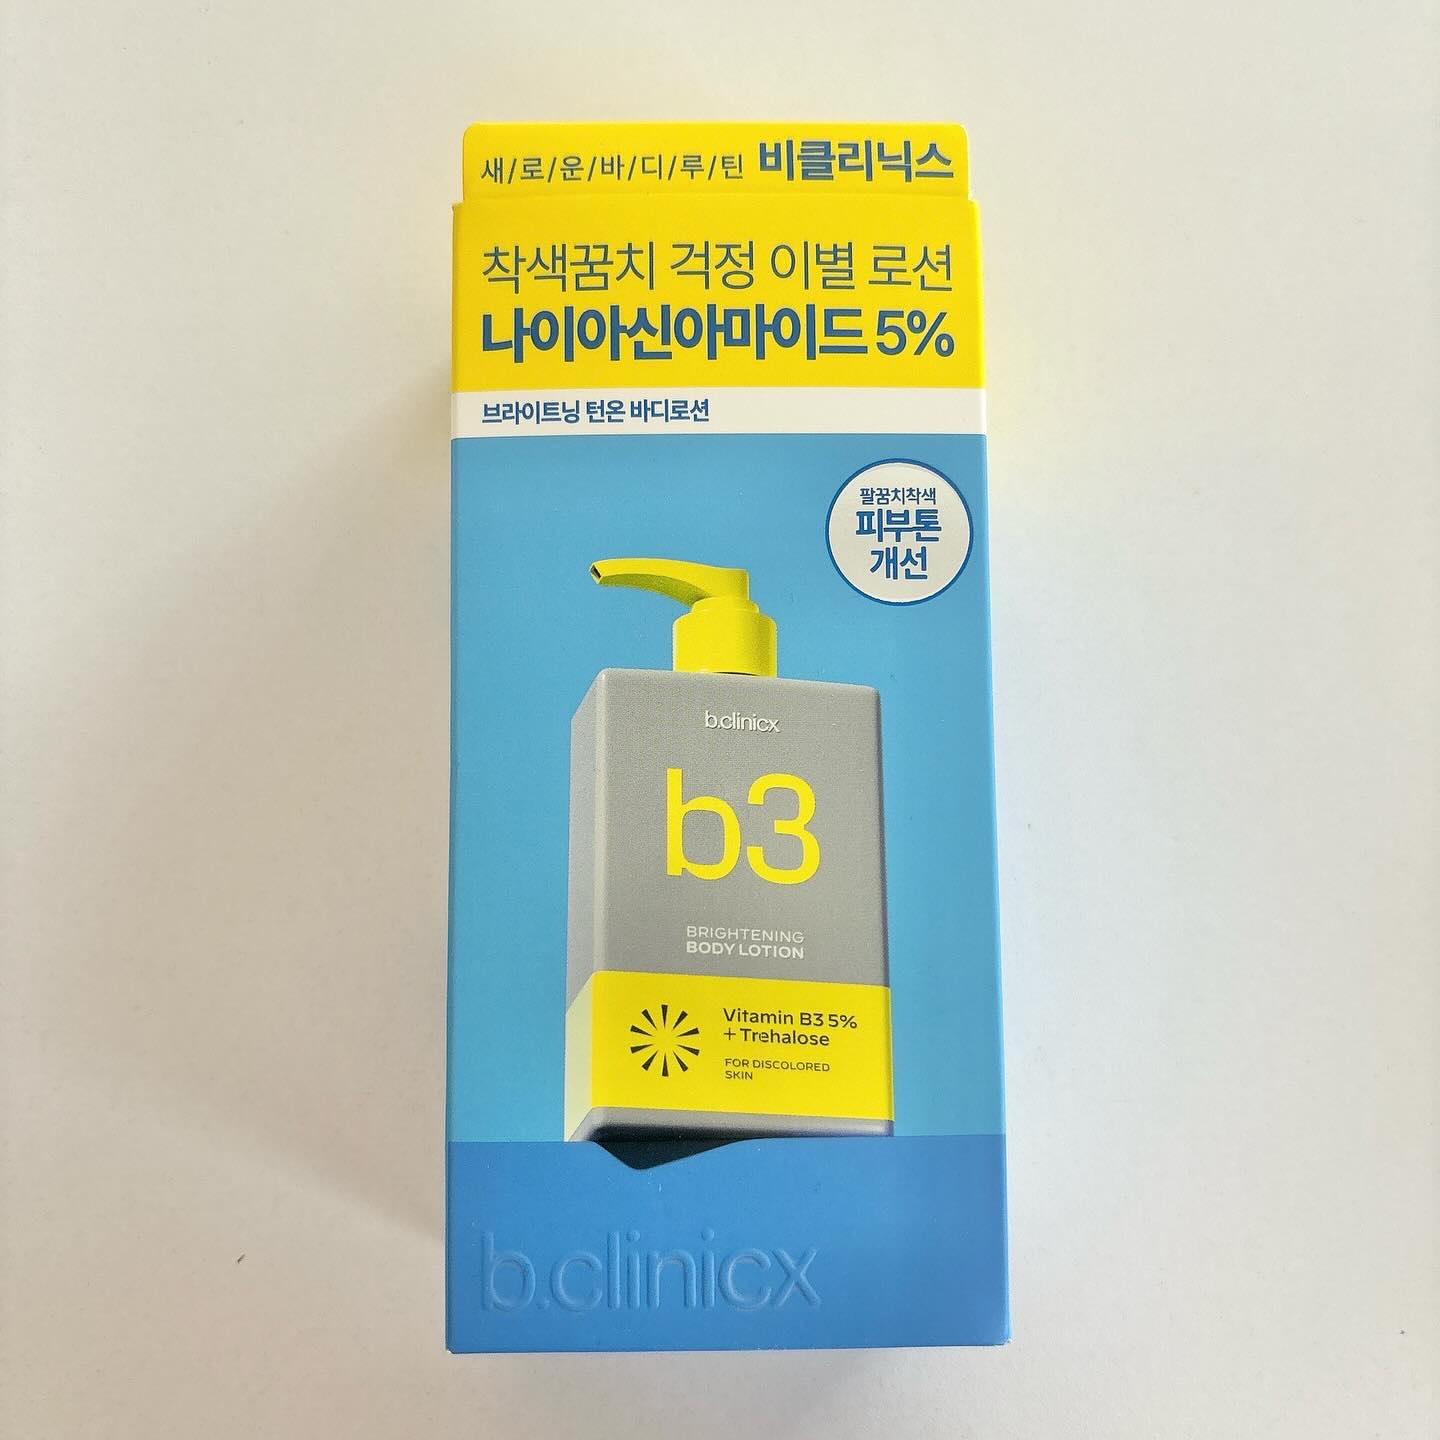 새/로/운/바/디/루/틴 비클리닉스
착색꿈치 걱정 이별 로션
나이아신아마이드 5%
브라이트닝 턴온 바디로션
팔꿈치착색
피부톤
개선
b.clinicx
b3
BRIGHTENING
BODY LOTION
Vitamin B3 5%
+ Trehalose
FOR DISCOLORED
SKIN
b.clinicx